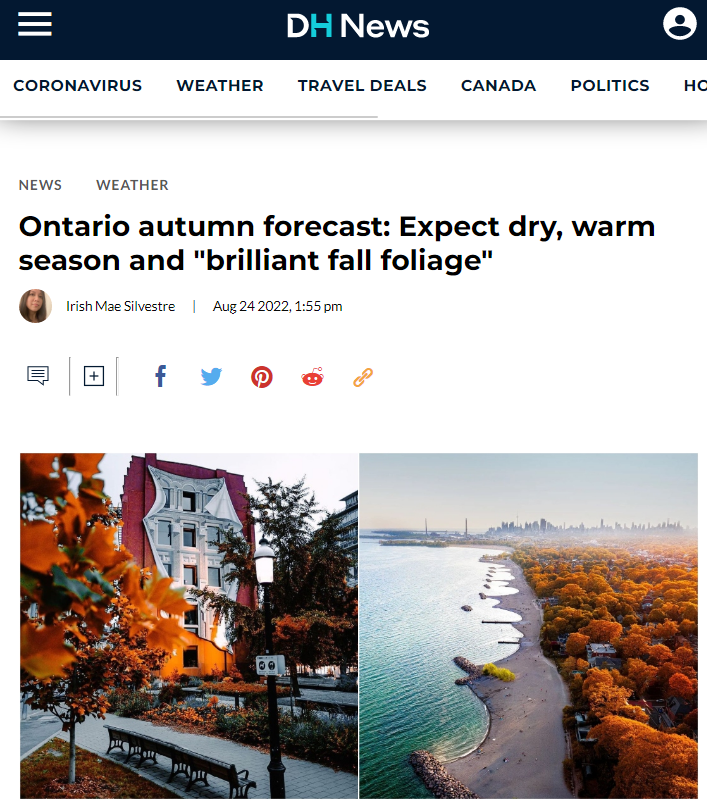 DH News
CORONAVIRUS WEATHER TRAVEL DEALS CANADA POLITICS HO
NEWS WEATHER
Ontario autumn forecast: Expect dry, warm
season and "brilliant fall foliage"
Irish Mae Silvestre | Aug 24 2022, 1:55 pm